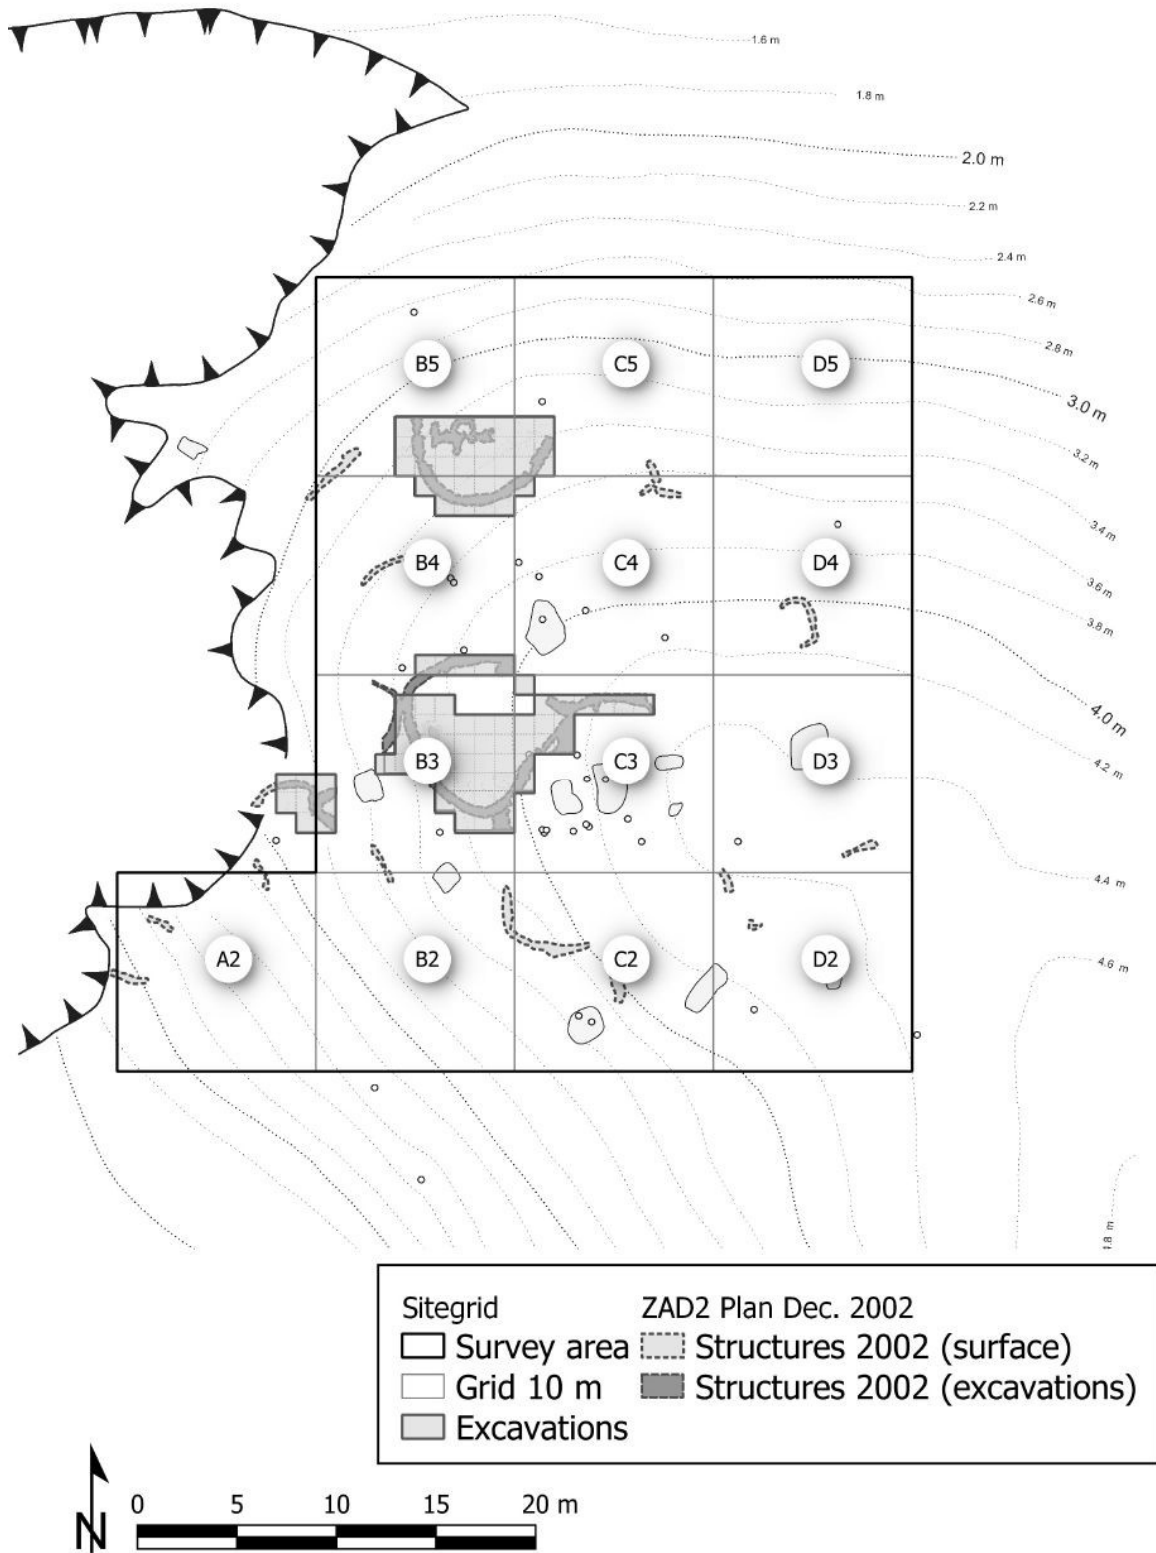 1.6 m
1.8 m
2.0 m
2.2 m
2.4 m
2.6 m
2.8 m
B5 C5 D5
3.0 m
3.2 m
3.4 m
B4 C4 D4
3.6 m
3.8 m
4.0 m
B3 C3 D3
4.2 m
4.4 m
A2 B2 C2 D2
4.6 m
4.8 m
Sitegrid ZAD2 Plan Dec. 2002
Survey area Structures 2002 (surface)
Grid 10 m Structures 2002 (excavations)
Excavations
N 0 5 10 15 20 m